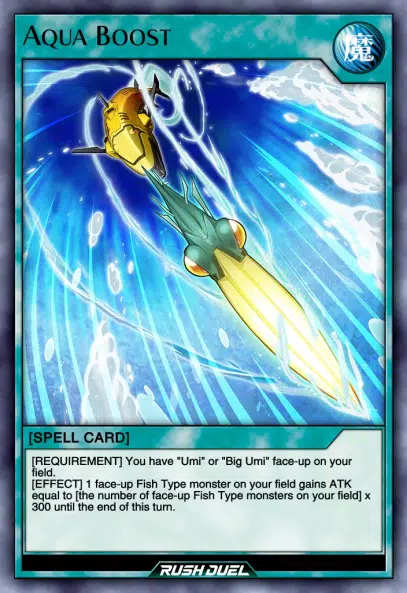 AQUA BOOST
魔
[SPELL CARD]
[REQUIREMENT] You have "Umi" or "Big Umi" face-up on your
field.
[EFFECT] 1 face-up Fish Type monster on your field gains ATK
equal to [the number of face-up Fish Type monsters on your field] x
300 until the end of this turn.
RUSH DUEL